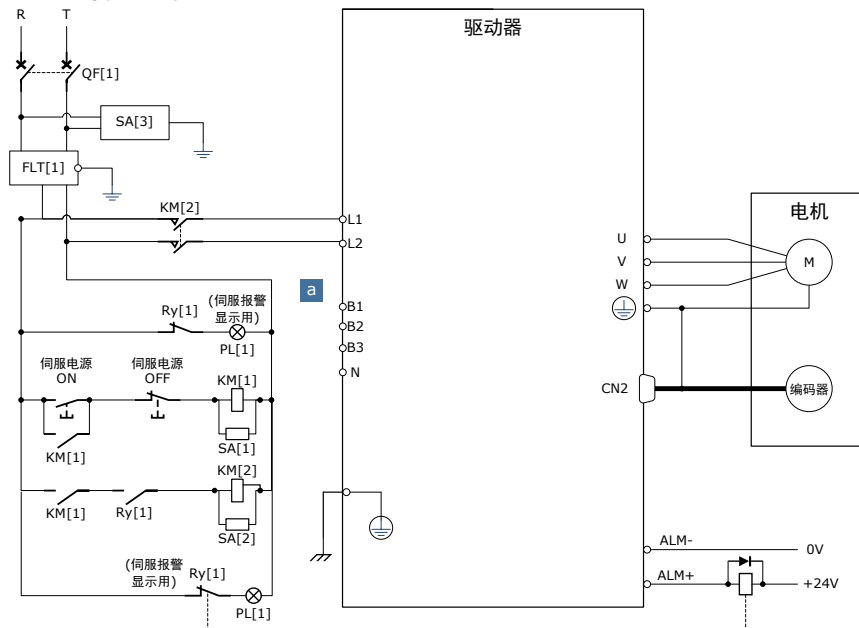 R
T
驱动器
QF[1]
SA[3]
FLT[1]
KM[2]
L1
L2
电机
U
V
W
M
a
(伺服报警
显示用)
Ry[1]
PL[1]
B1
B2
B3
N
伺服电源
ON
伺服电源
OFF
KM[1]
CN2
编码器
KM[1]
SA[1]
KM[2]
KM[1]
Ry[1]
SA[2]
(伺服报警
显示用)
Ry[1]
PL[1]
ALM-
0V
ALM+
+24V